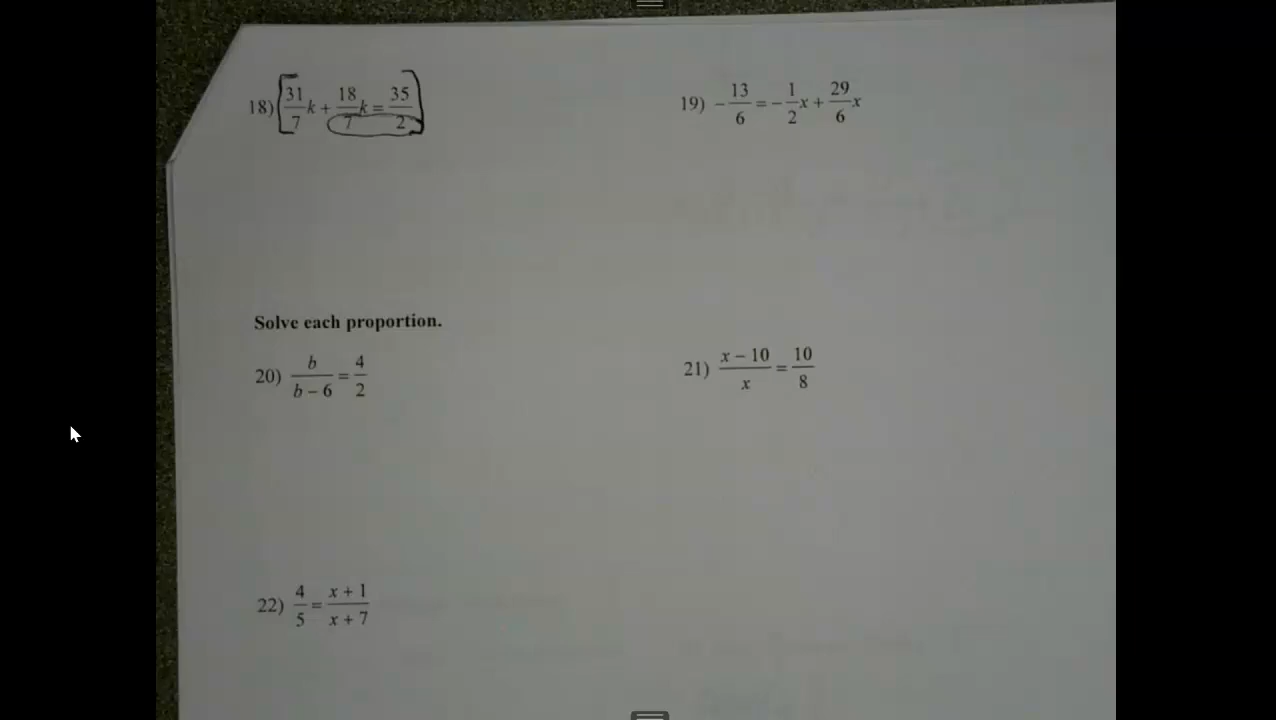 18) [31/7 k + 18/7 k = 35/2]
19) -13/6 = -1/2 x + 29/6 x
Solve each proportion.
20) b/(b - 6) = 4/2
21) (x - 10)/x = 10/8
22) 4/5 = (x + 1)/(x + 7)